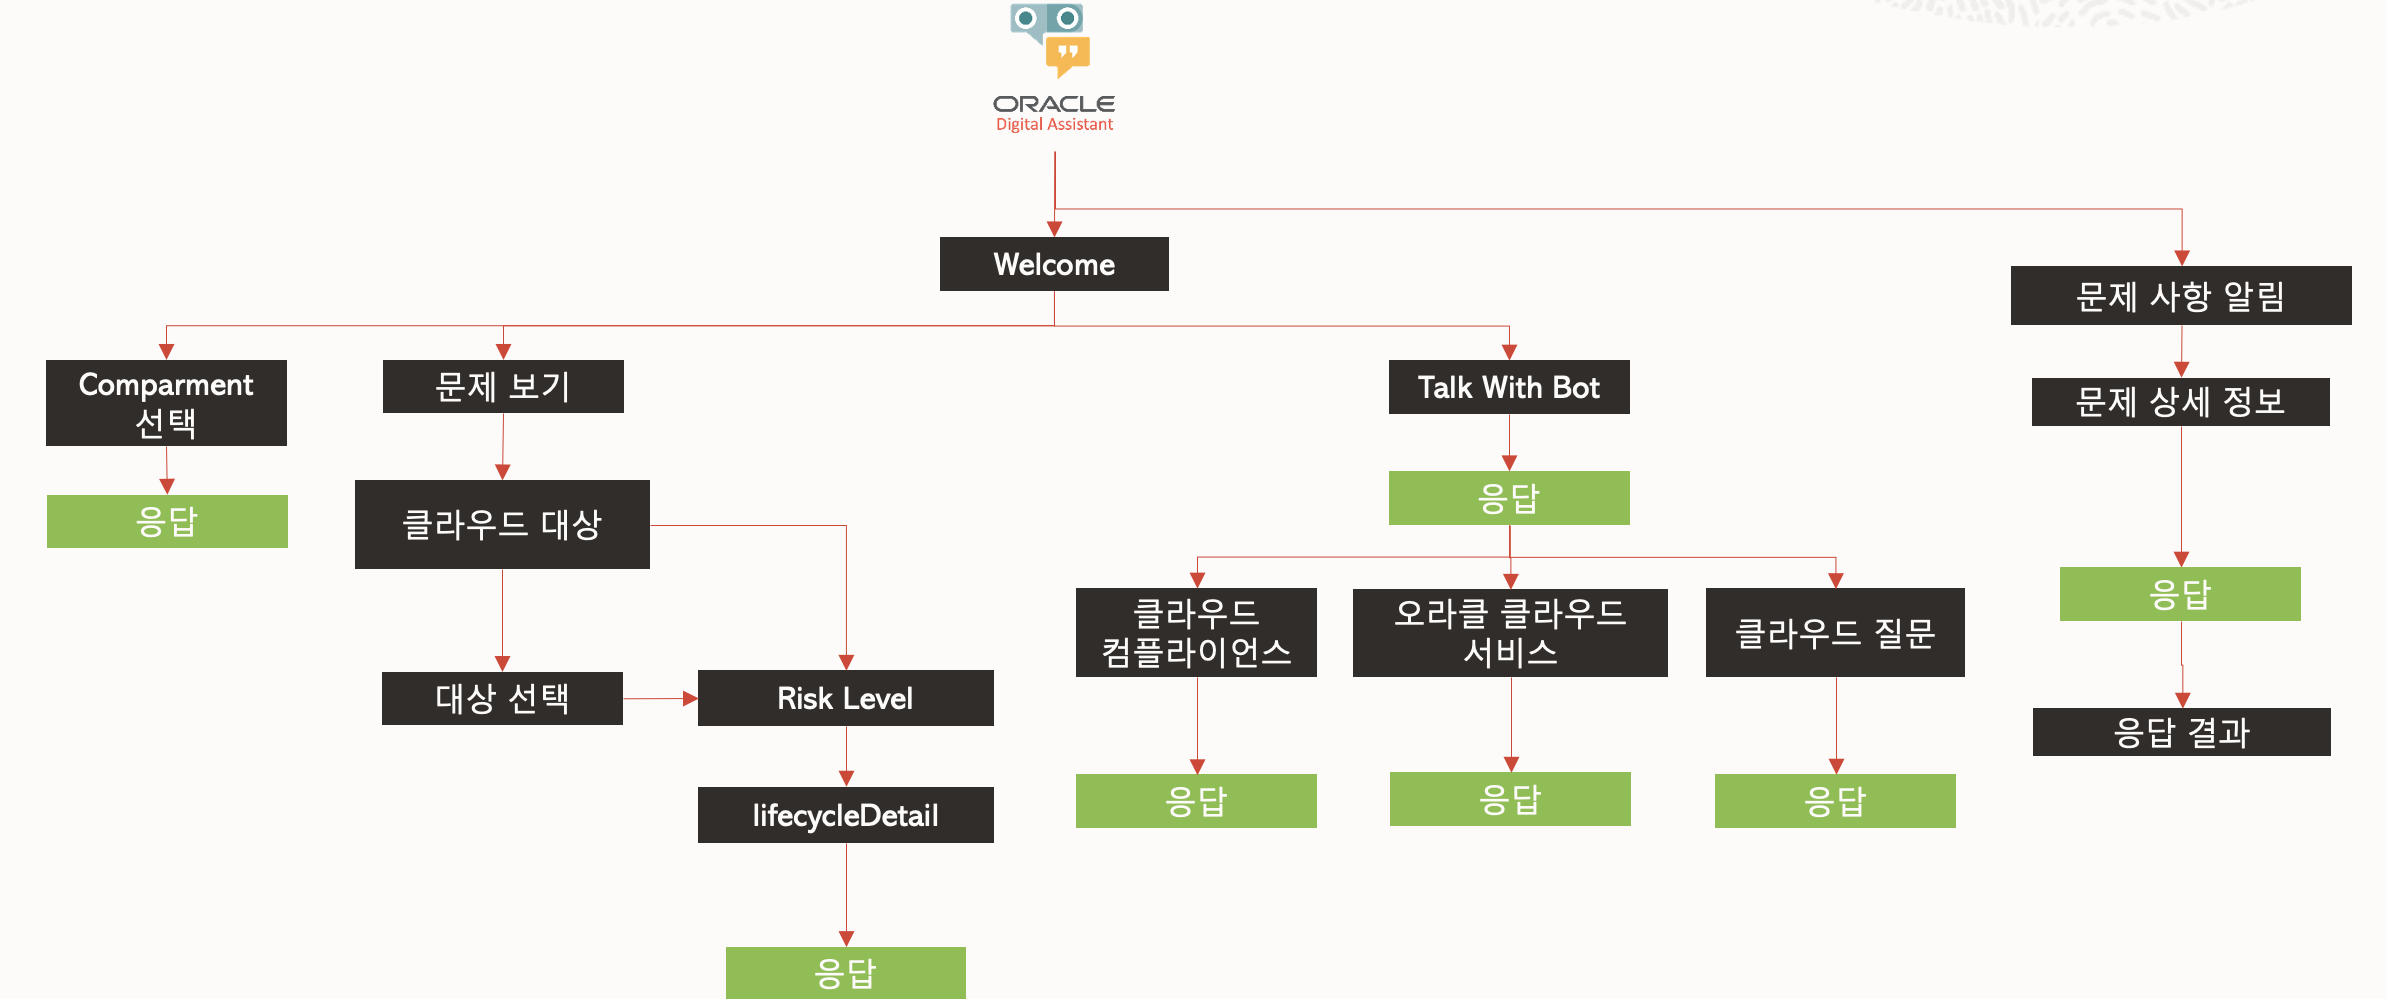 ORACLE
Digital Assistant
Welcome
문제 사항 알림
Comparment
선택
문제 보기
Talk With Bot
문제 상세 정보
응답
클라우드 대상
응답
클라우드
컴플라이언스
오라클 클라우드
서비스
클라우드 질문
응답
대상 선택
Risk Level
응답 결과
lifecycleDetail
응답
응답
응답
응답